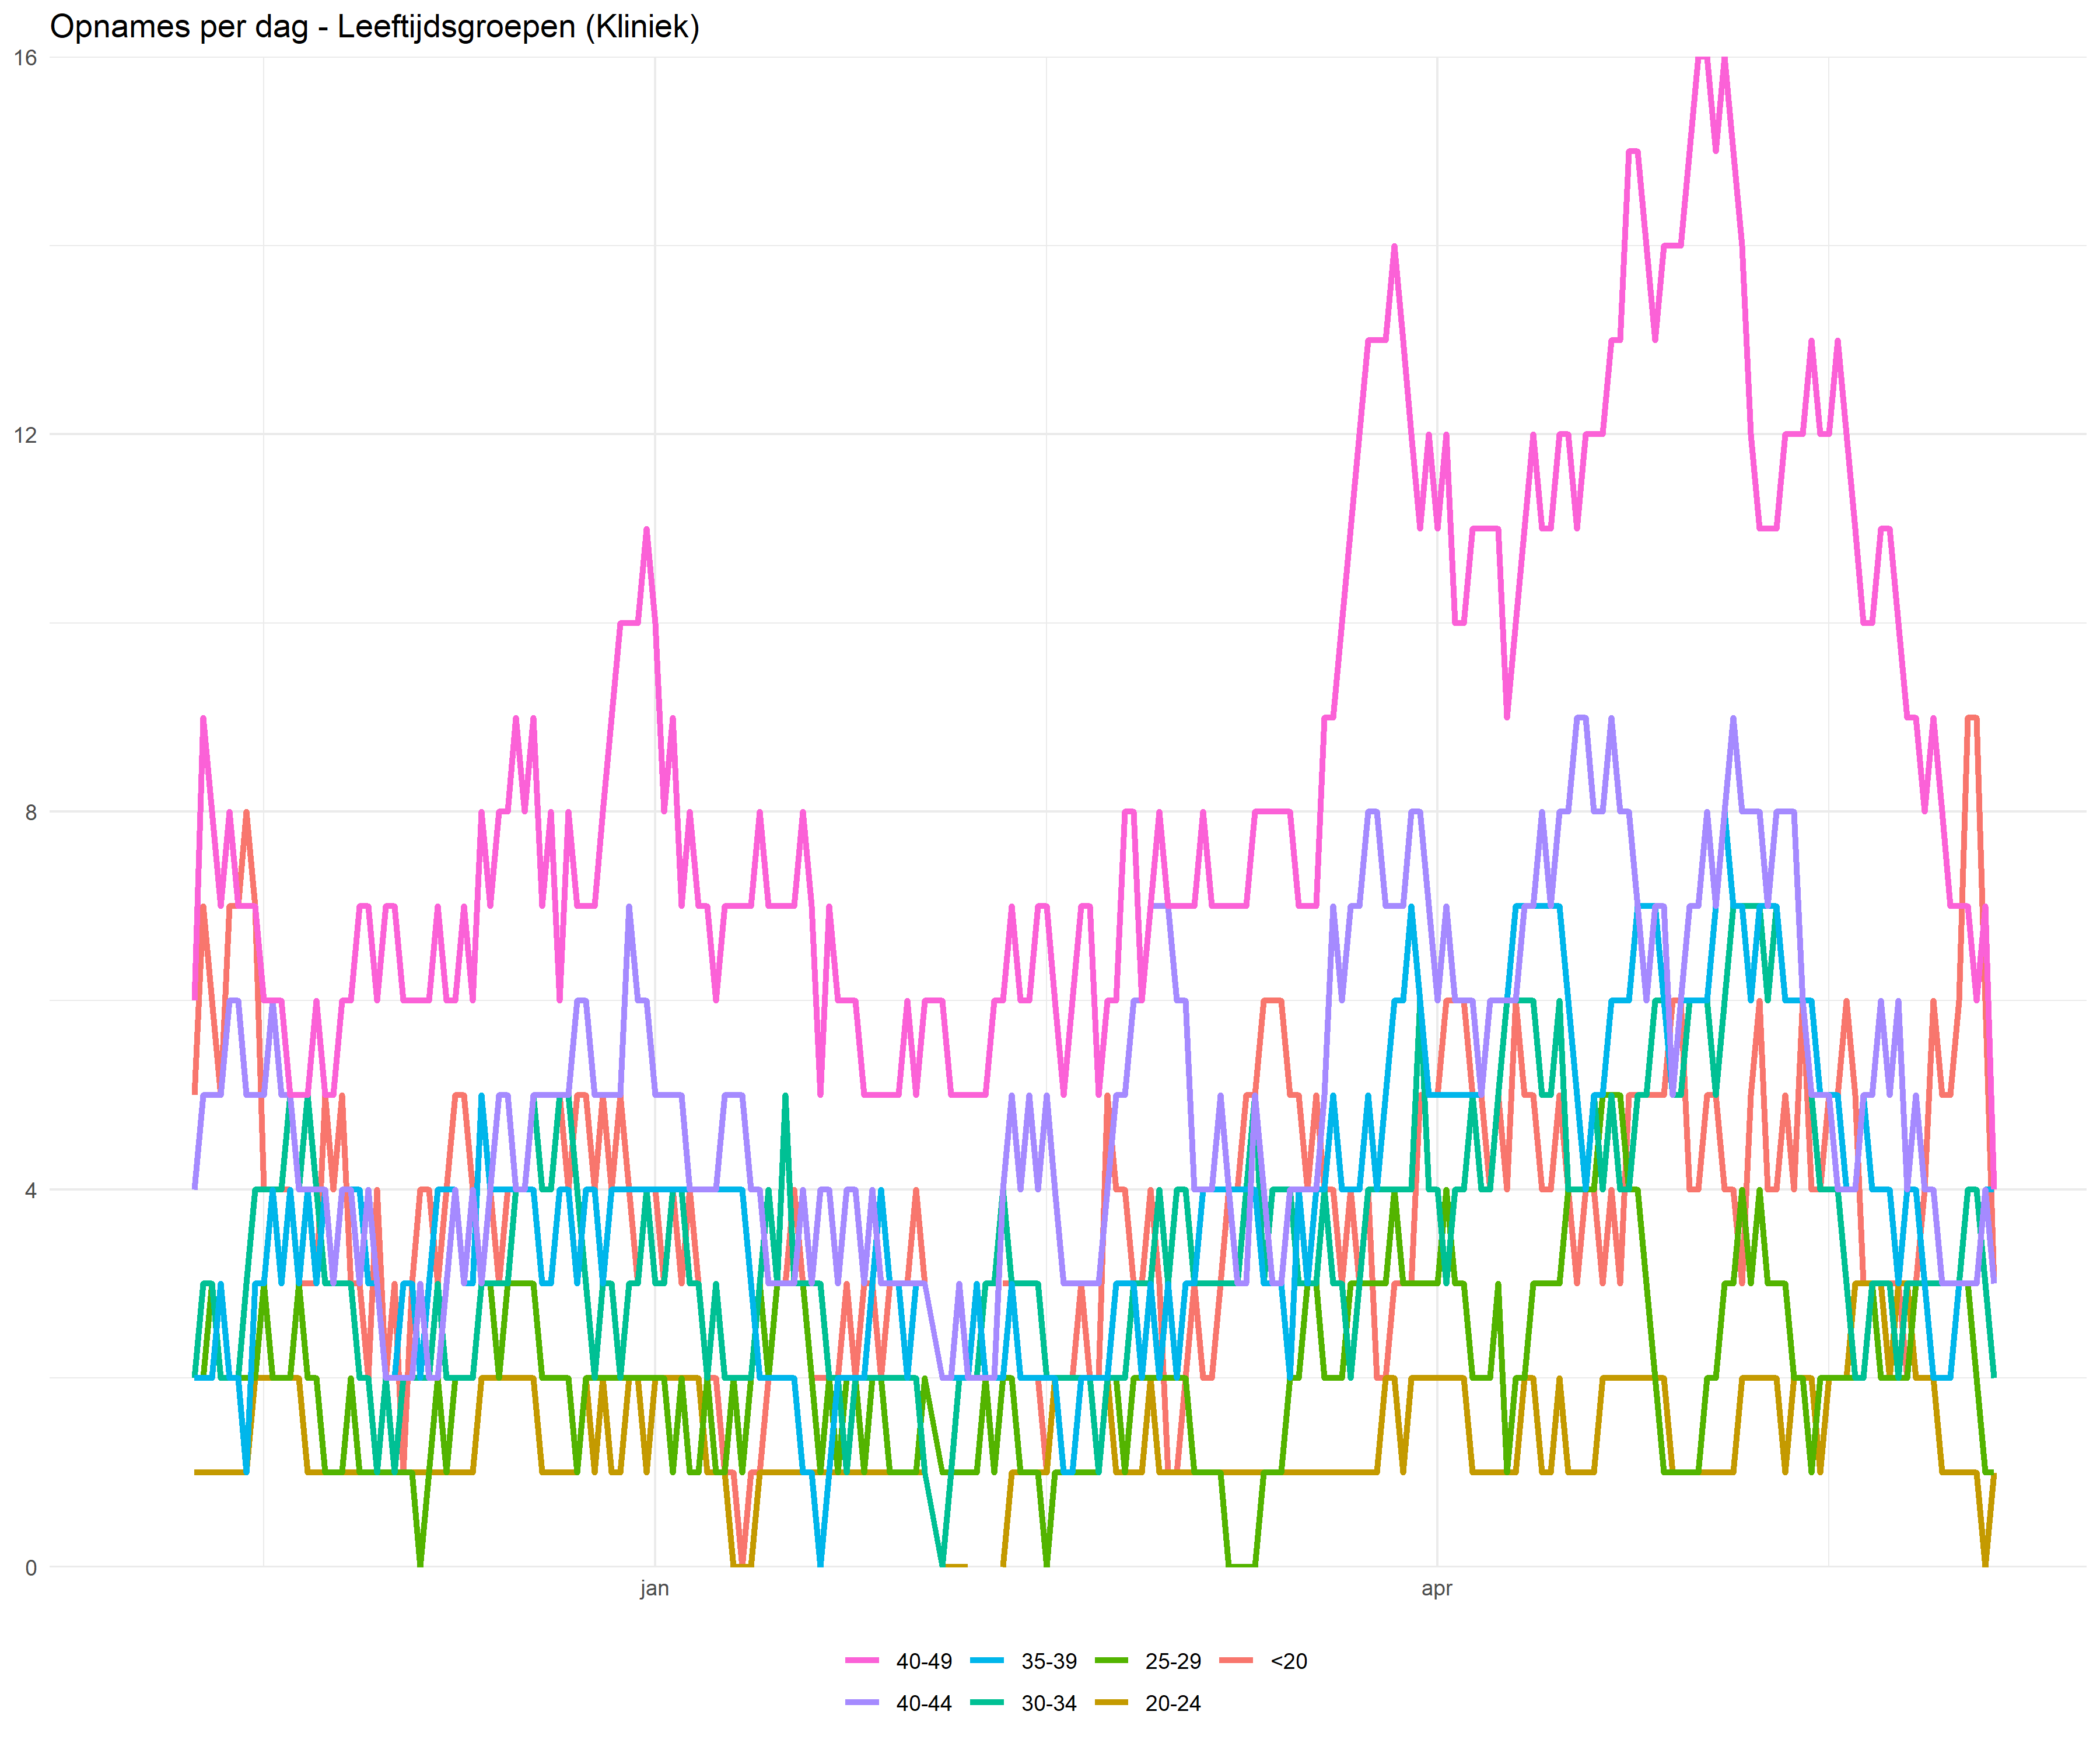 Opnames per dag - Leeftijdsgroepen (Kliniek)
16
12
8
4
0
jan apr
40-49 35-39 25-29 <20
40-44 30-34 20-24